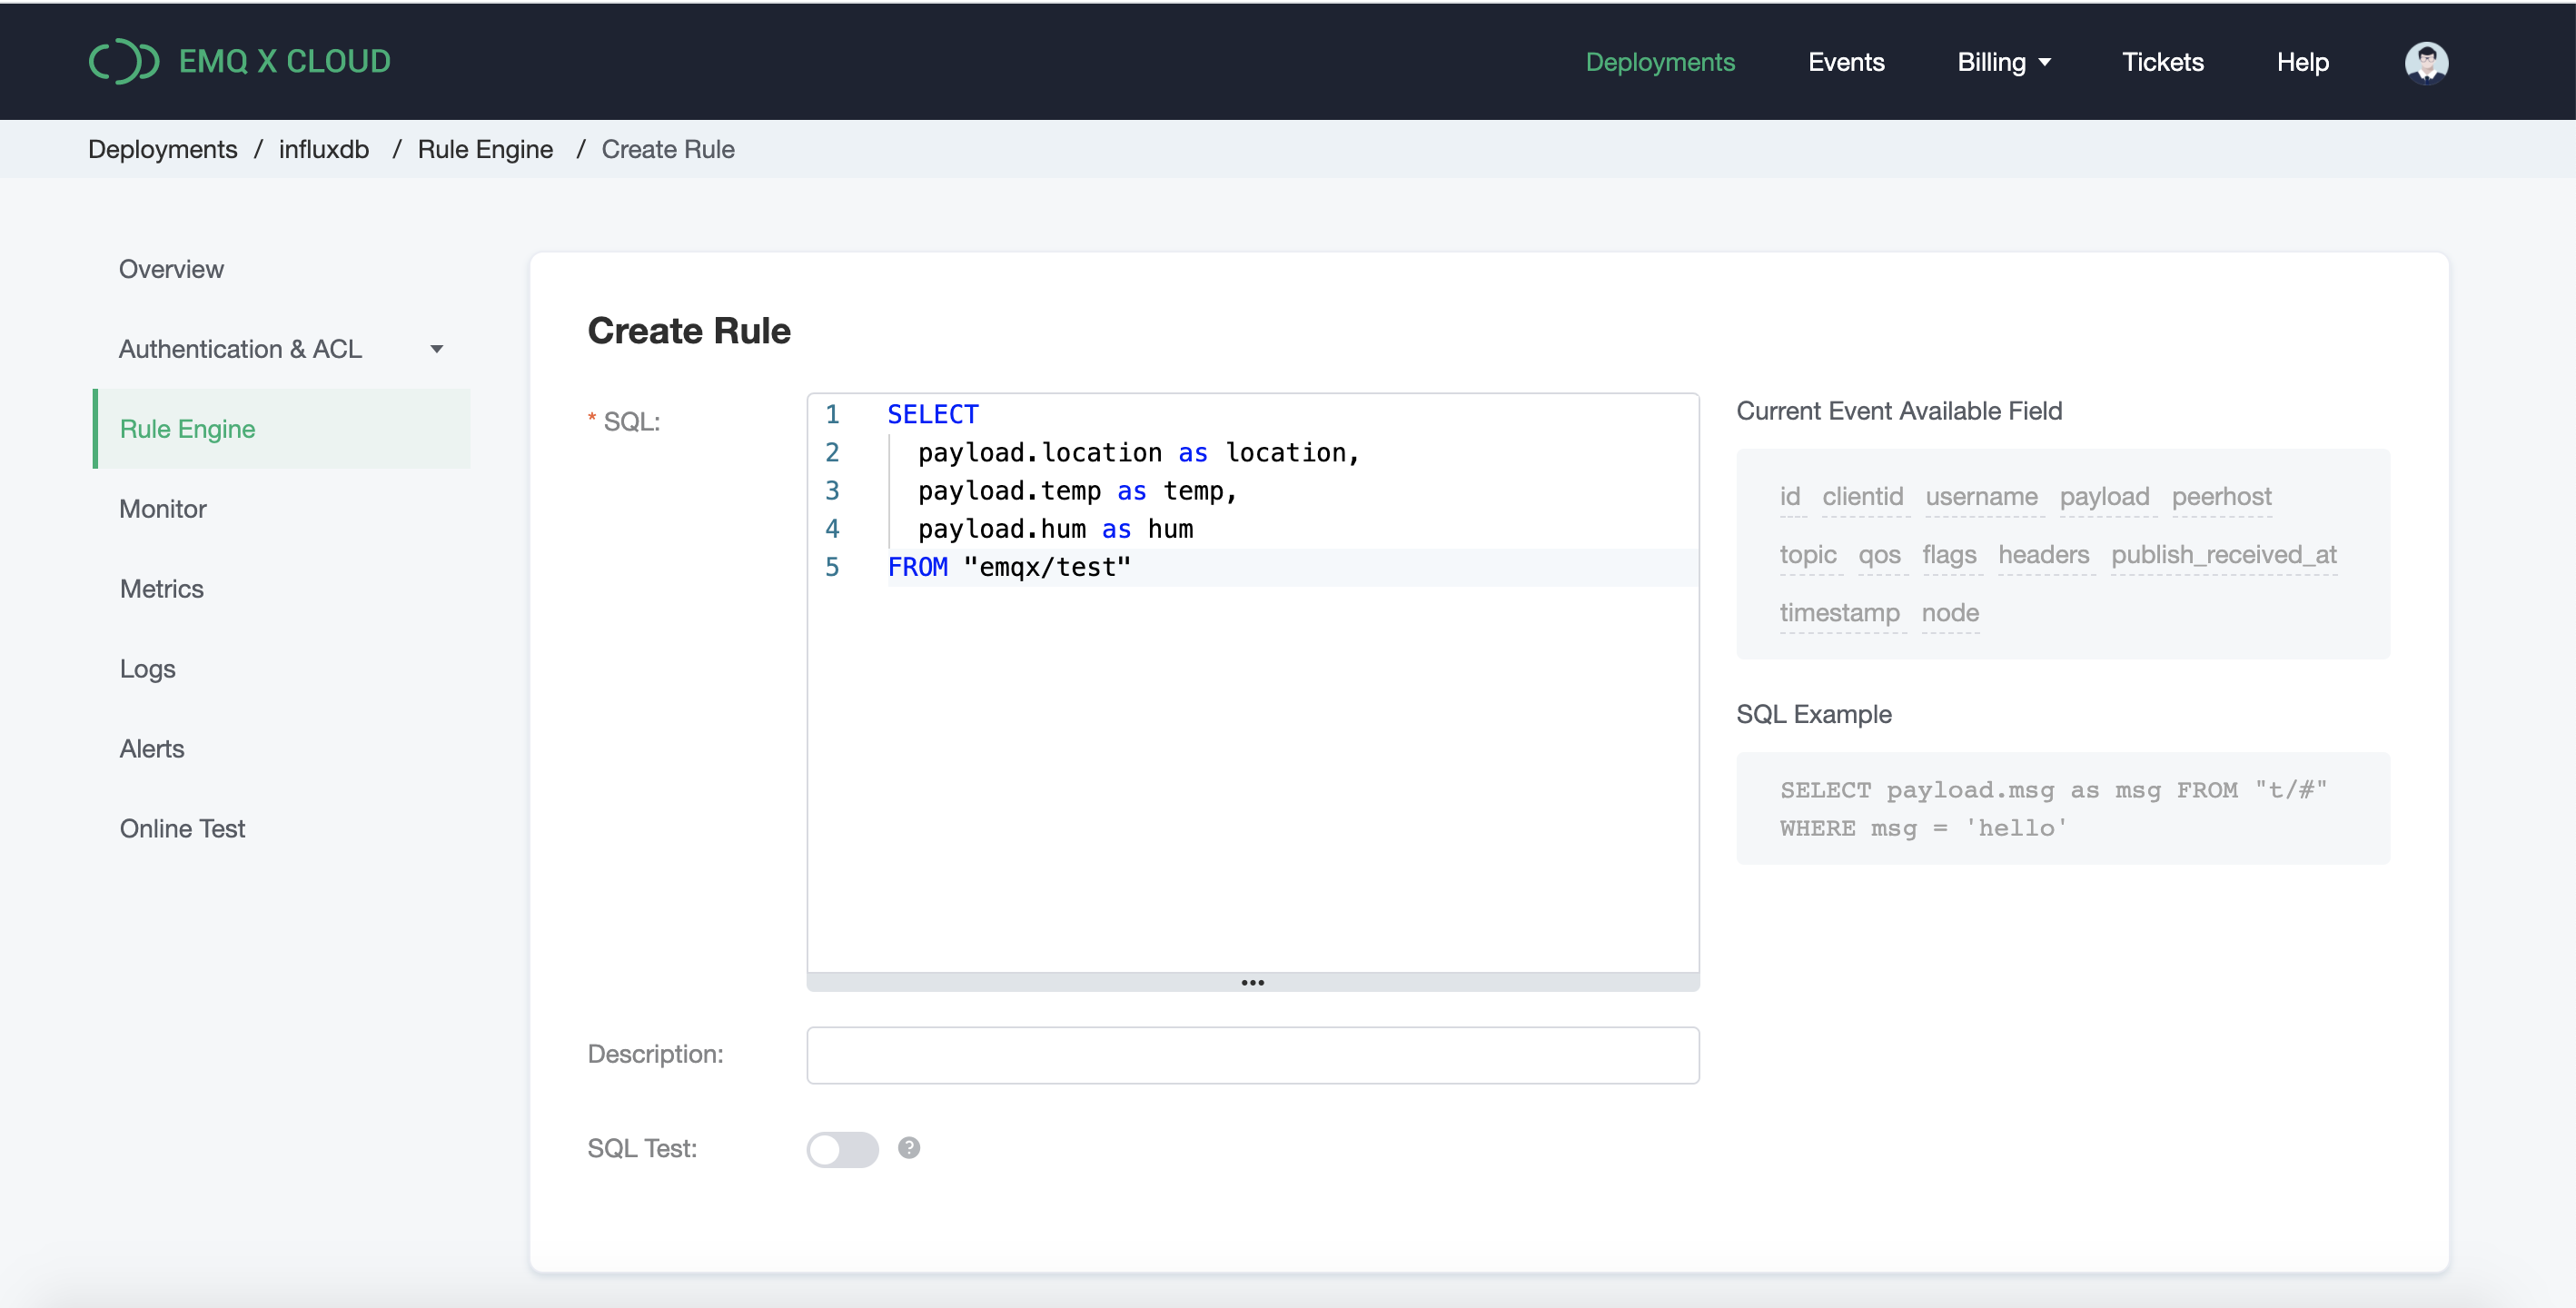 EMQ X CLOUD
Deployments Events Billing Tickets Help
Deployments / influxdb / Rule Engine / Create Rule
Overview
Authentication & ACL
Rule Engine
Monitor
Metrics
Logs
Alerts
Online Test
Create Rule
* SQL:
1 SELECT
2 payload.location as location,
3 payload.temp as temp,
4 payload.hum as hum
5 FROM "emqx/test"
•••
Description:
SQL Test:
?
Current Event Available Field
id clientid username payload peerhost
topic qos flags headers publish_received_at
timestamp node
SQL Example
SELECT payload.msg as msg FROM "t/#"
WHERE msg = 'hello'